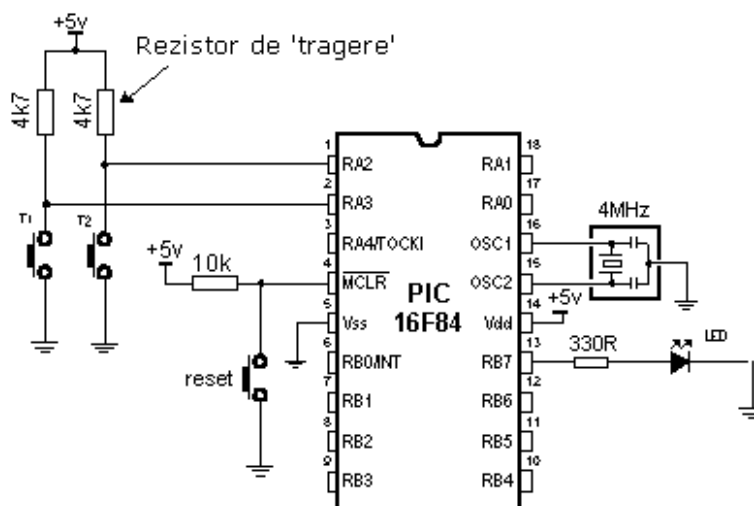 +5v
Rezistor de 'tragere'
4k7
4k7
T1
T2
+5v
10k
reset
1
RA2
2
RA3
3
RA4/TOCKI
4
MCLR
5
Vss
6
RB0/INT
7
RB1
8
RB2
9
RB3
PIC
16F84
18
RA1
17
RA0
16
OSC1
15
OSC2
14
Vdd
13
RB7
12
RB6
11
RB5
10
RB4
4MHz
+5v
330R
LED